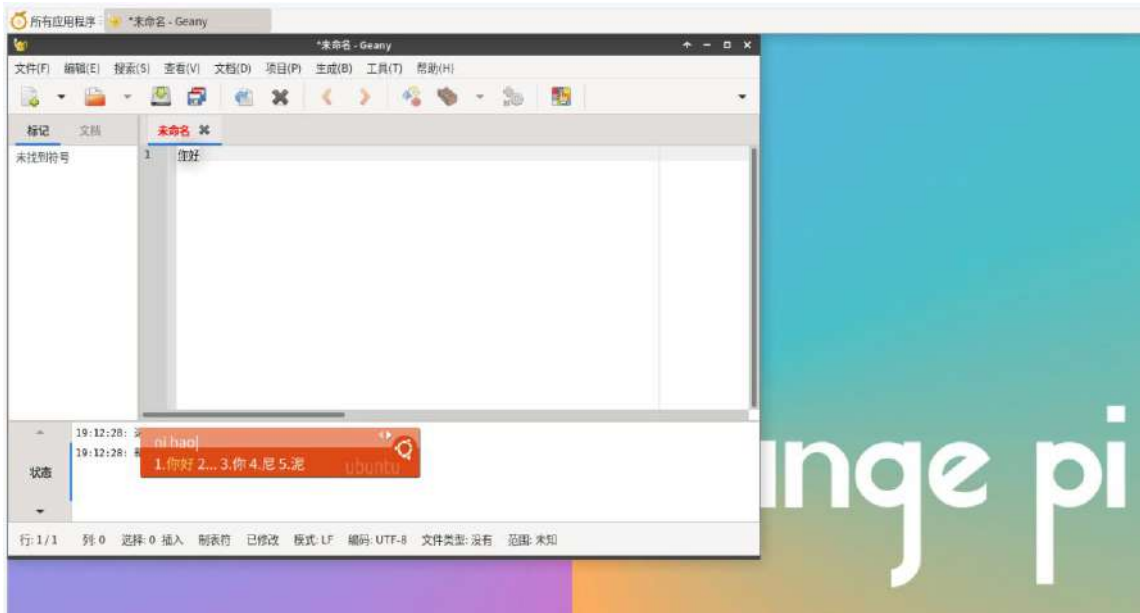 所有应用程序
*未命名 - Geany
*未命名 - Geany
文件(F) 编辑(E) 搜索(S) 查看(V) 文档(D) 项目(P) 生成(B) 工具(T) 帮助(H)
标记 文档 未命名
未找到符号
1 你好
19:12:28:
19:12:28:
状态
ni hao
1.你好 2... 3.你 4.尼 5.泥
ubuntu
行: 1/1 列: 0 选择: 0 插入 制表符 已修改 模式: LF 编码: UTF-8 文件类型: 没有 范围: 未知
nge pi